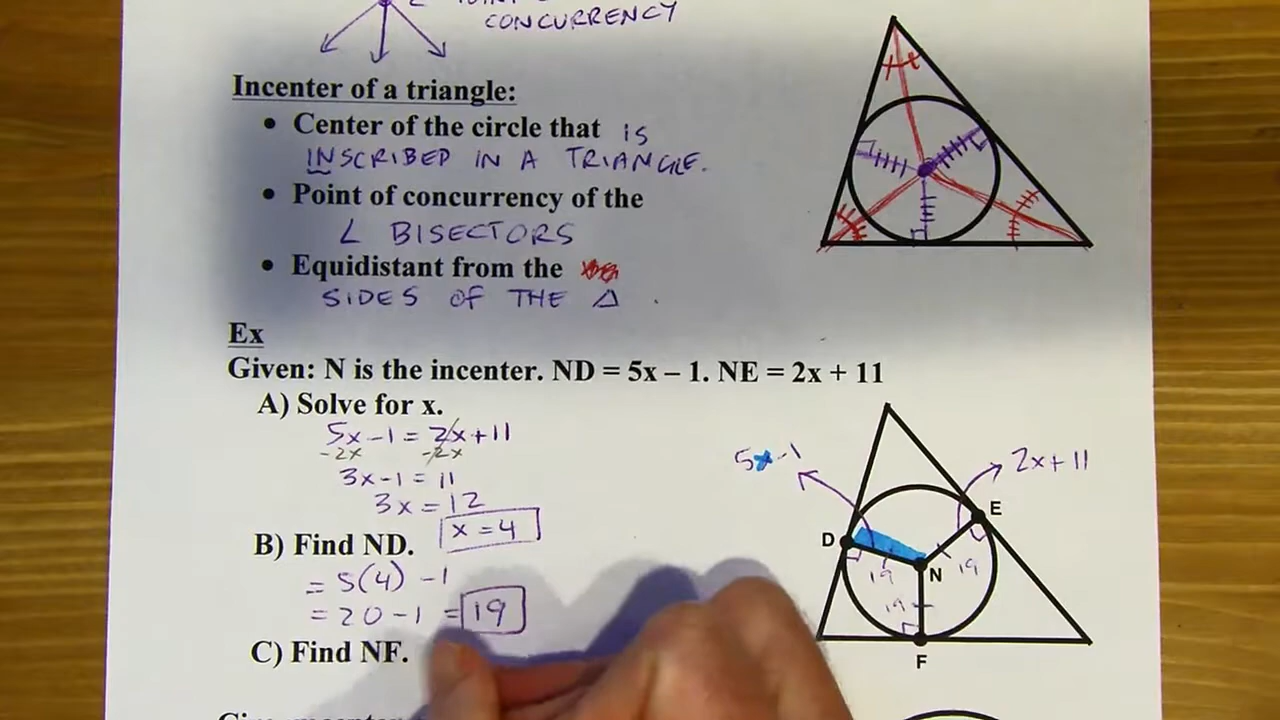 CONCURRENCY
Incenter of a triangle:
• Center of the circle that is
INSCRIBED IN A TRIANGLE.
• Point of concurrency of the
∠ BISECTORS
• Equidistant from the
SIDES OF THE Δ.
Ex
Given: N is the incenter. ND = 5x – 1. NE = 2x + 11
A) Solve for x.
5x-1 = 2x+11
-2x -2x
3x-1 = 11
3x = 12
x = 4
B) Find ND.
= 5(4) -1
= 20-1 = 19
C) Find NF.
5x-1
2x+11
E
D
N
19
19
19
F